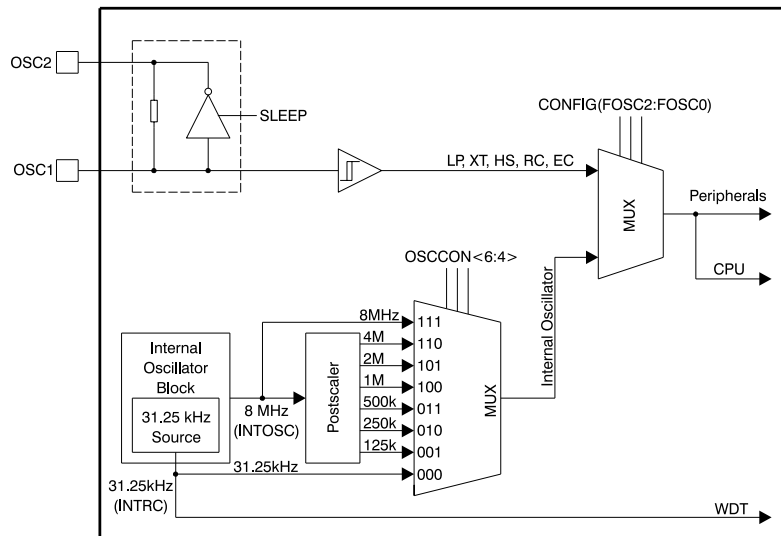 OSC2
SLEEP
CONFIG(FOSC2:FOSC0)
OSC1
LP, XT, HS, RC, EC
MUX
Peripherals
CPU
OSCCON<6:4>
Internal Oscillator
8MHz
111
4M
110
2M
101
1M
100
500k
011
250k
010
125k
001
31.25kHz
000
MUX
Internal
Oscillator
Block
31.25 kHz
Source
8 MHz
(INTOSC)
Postscaler
31.25kHz
(INTRC)
WDT